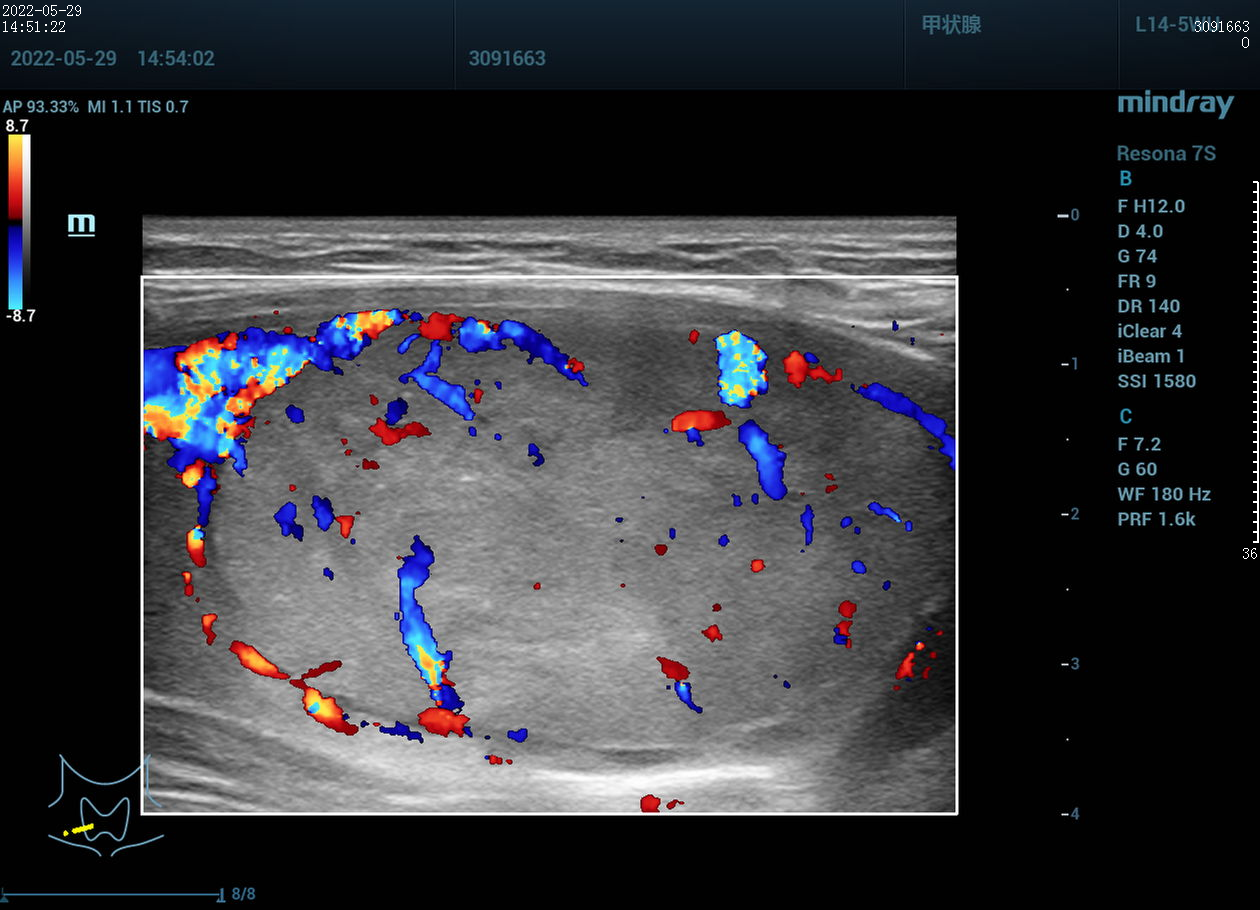 2022-05-29
14:51:22
甲状腺
3091663
0
2022-05-29 14:54:02
3091663
AP 93.33% MI 1.1 TIS 0.7
8.7
-8.7
m
mindray
Resona 7S
B
F H12.0
D 4.0
G 74
FR 9
DR 140
iClear 4
iBeam 1
SSI 1580
C
F 7.2
G 60
WF 180 Hz
PRF 1.6k
0
1
2
3
4
36
8/8